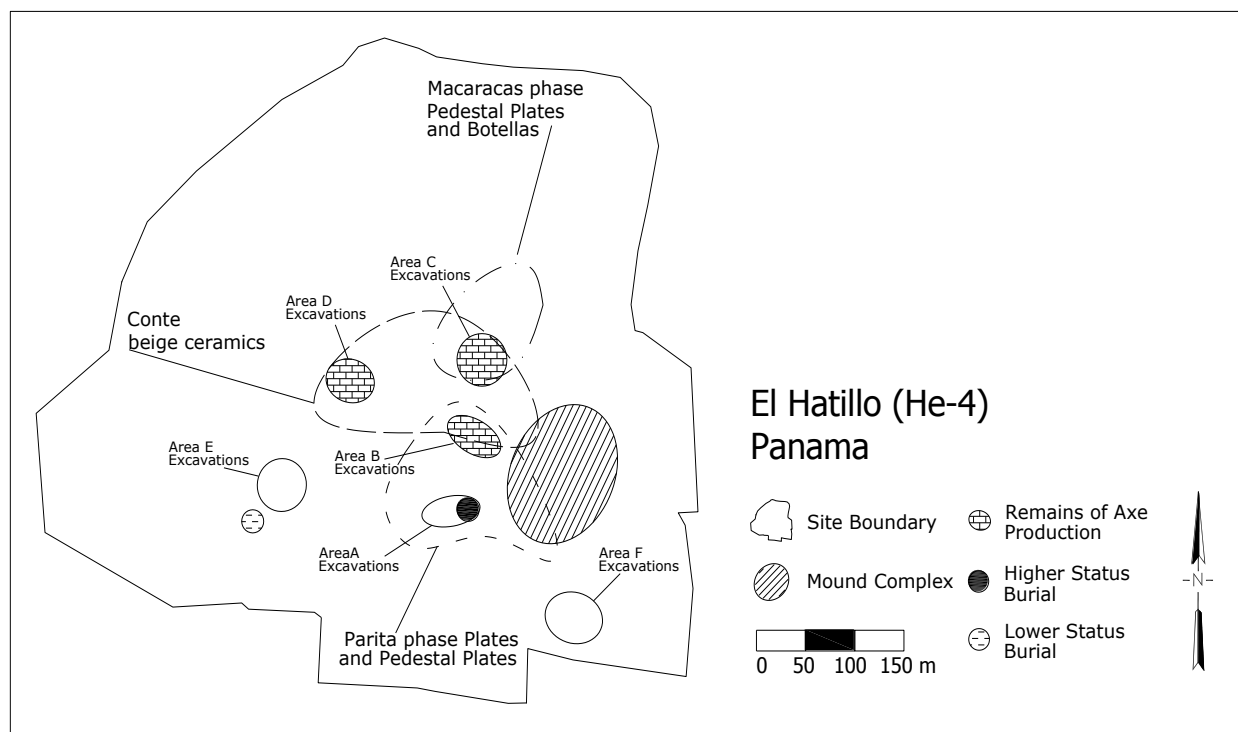 Macaracas phase
Pedestal Plates
and Botellas
Area C
Excavations
Area D
Excavations
Conte
beige ceramics
Area E
Excavations
Area B
Excavations
AreaA
Excavations
Area F
Excavations
Parita phase Plates
and Pedestal Plates
El Hatillo (He-4)
Panama
Site Boundary
Remains of Axe
Production
Mound Complex
Higher Status
Burial
Lower Status
Burial
0 50 100 150 m
N